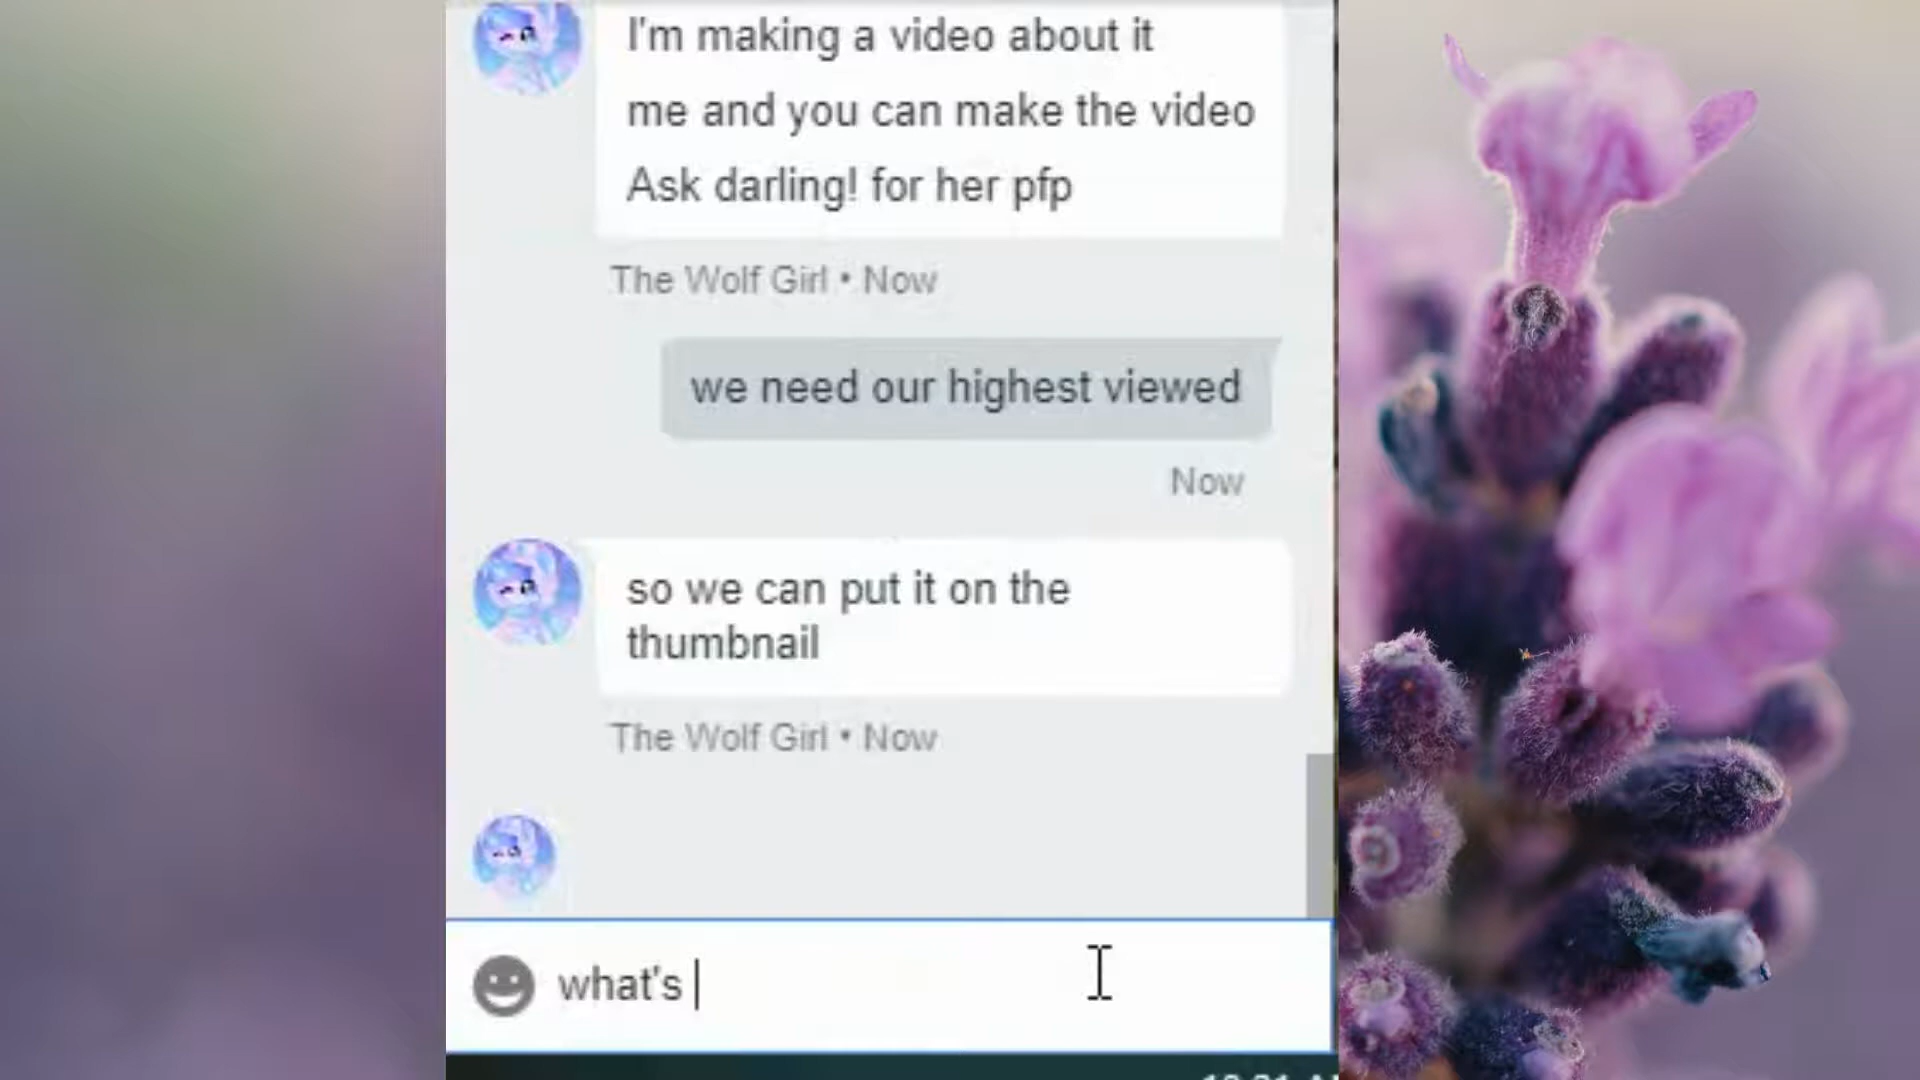 I'm making a video about it
me and you can make the video
Ask darling! for her pfp
The Wolf Girl • Now
we need our highest viewed
Now
so we can put it on the
thumbnail
The Wolf Girl • Now
what's